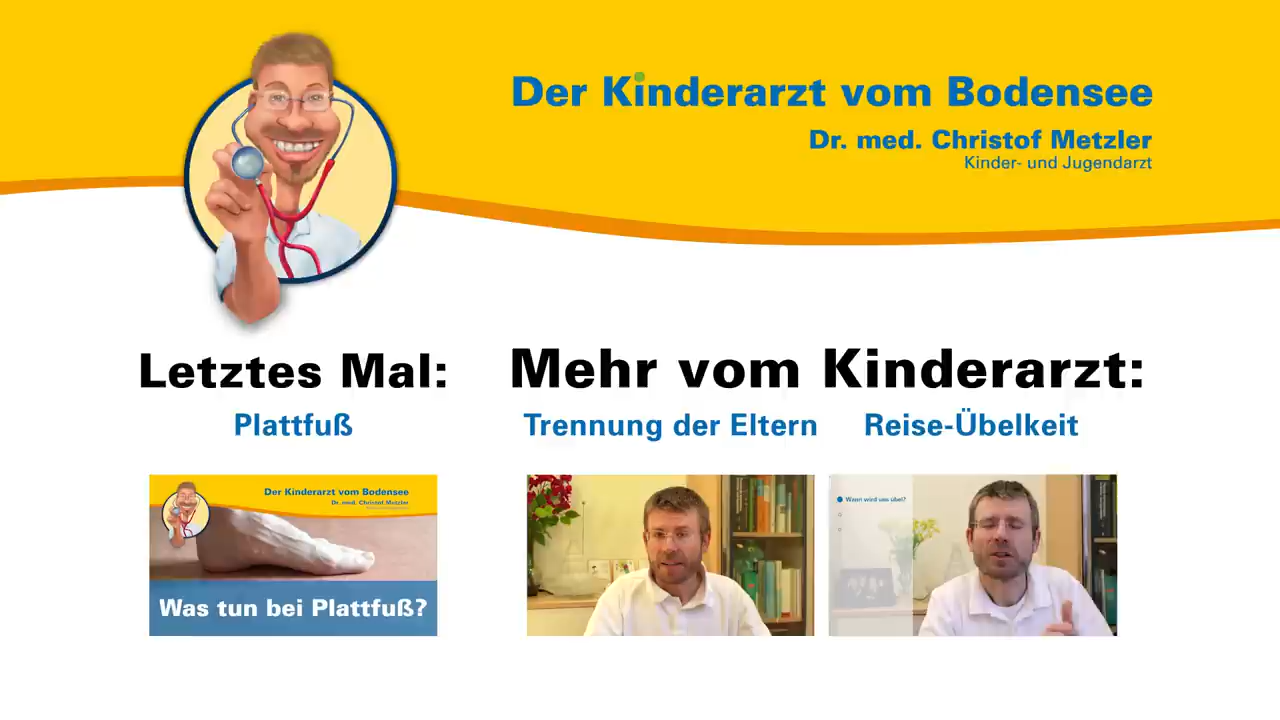 Der Kinderarzt vom Bodensee
Dr. med. Christof Metzler
Kinder- und Jugendarzt
Letztes Mal:
Plattfuß
Mehr vom Kinderarzt:
Trennung der Eltern
Reise-Übelkeit
Der Kinderarzt vom Bodensee
Dr. med. Christof Metzler
Was tun bei Plattfuß?
Wann wird uns übel?